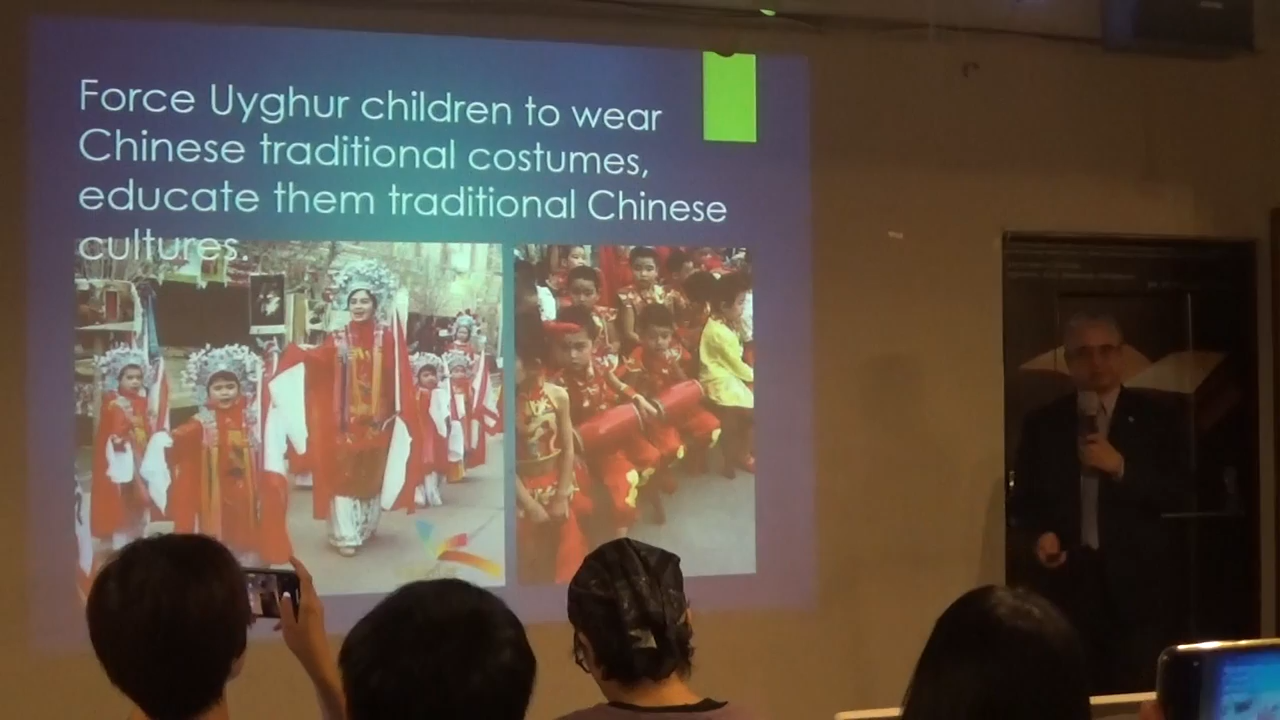 Force Uyghur children to wear
Chinese traditional costumes,
educate them traditional Chinese
cultures.